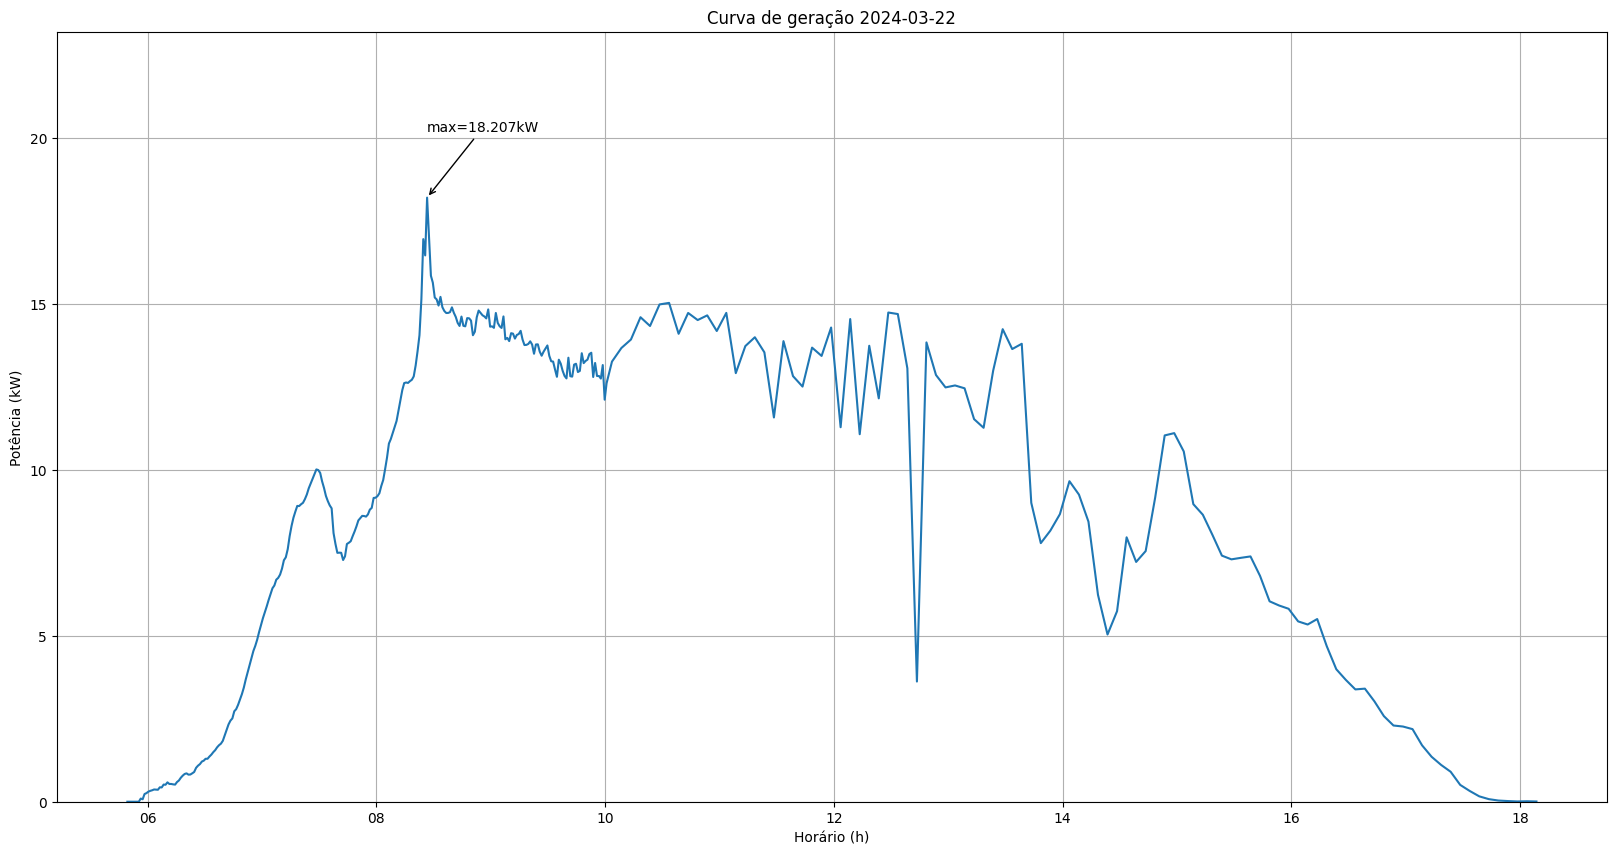 Curva de geração 2024-03-22
max=18.207kW
Potência (kW)
20
15
10
5
0
06 08 10 12 14 16 18
Horário (h)